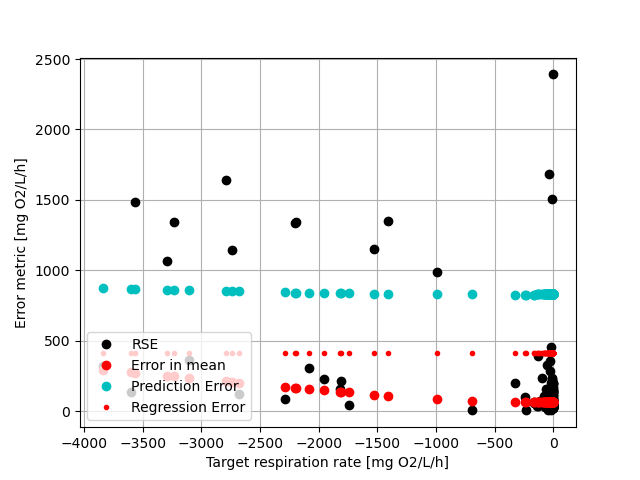 2500
2000
1500
1000
500
0
Error metric [mg O2/L/h]
RSE
Error in mean
Prediction Error
Regression Error
−4000 −3500 −3000 −2500 −2000 −1500 −1000 −500 0
Target respiration rate [mg O2/L/h]